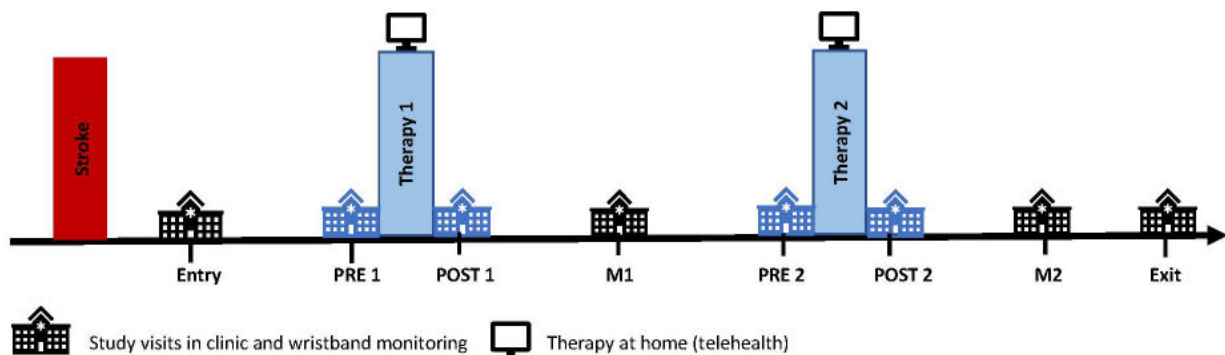 Stroke
Therapy 1
Therapy 2
Entry
PRE 1
POST 1
M1
PRE 2
POST 2
M2
Exit
Study visits in clinic and wristband monitoring
Therapy at home (telehealth)